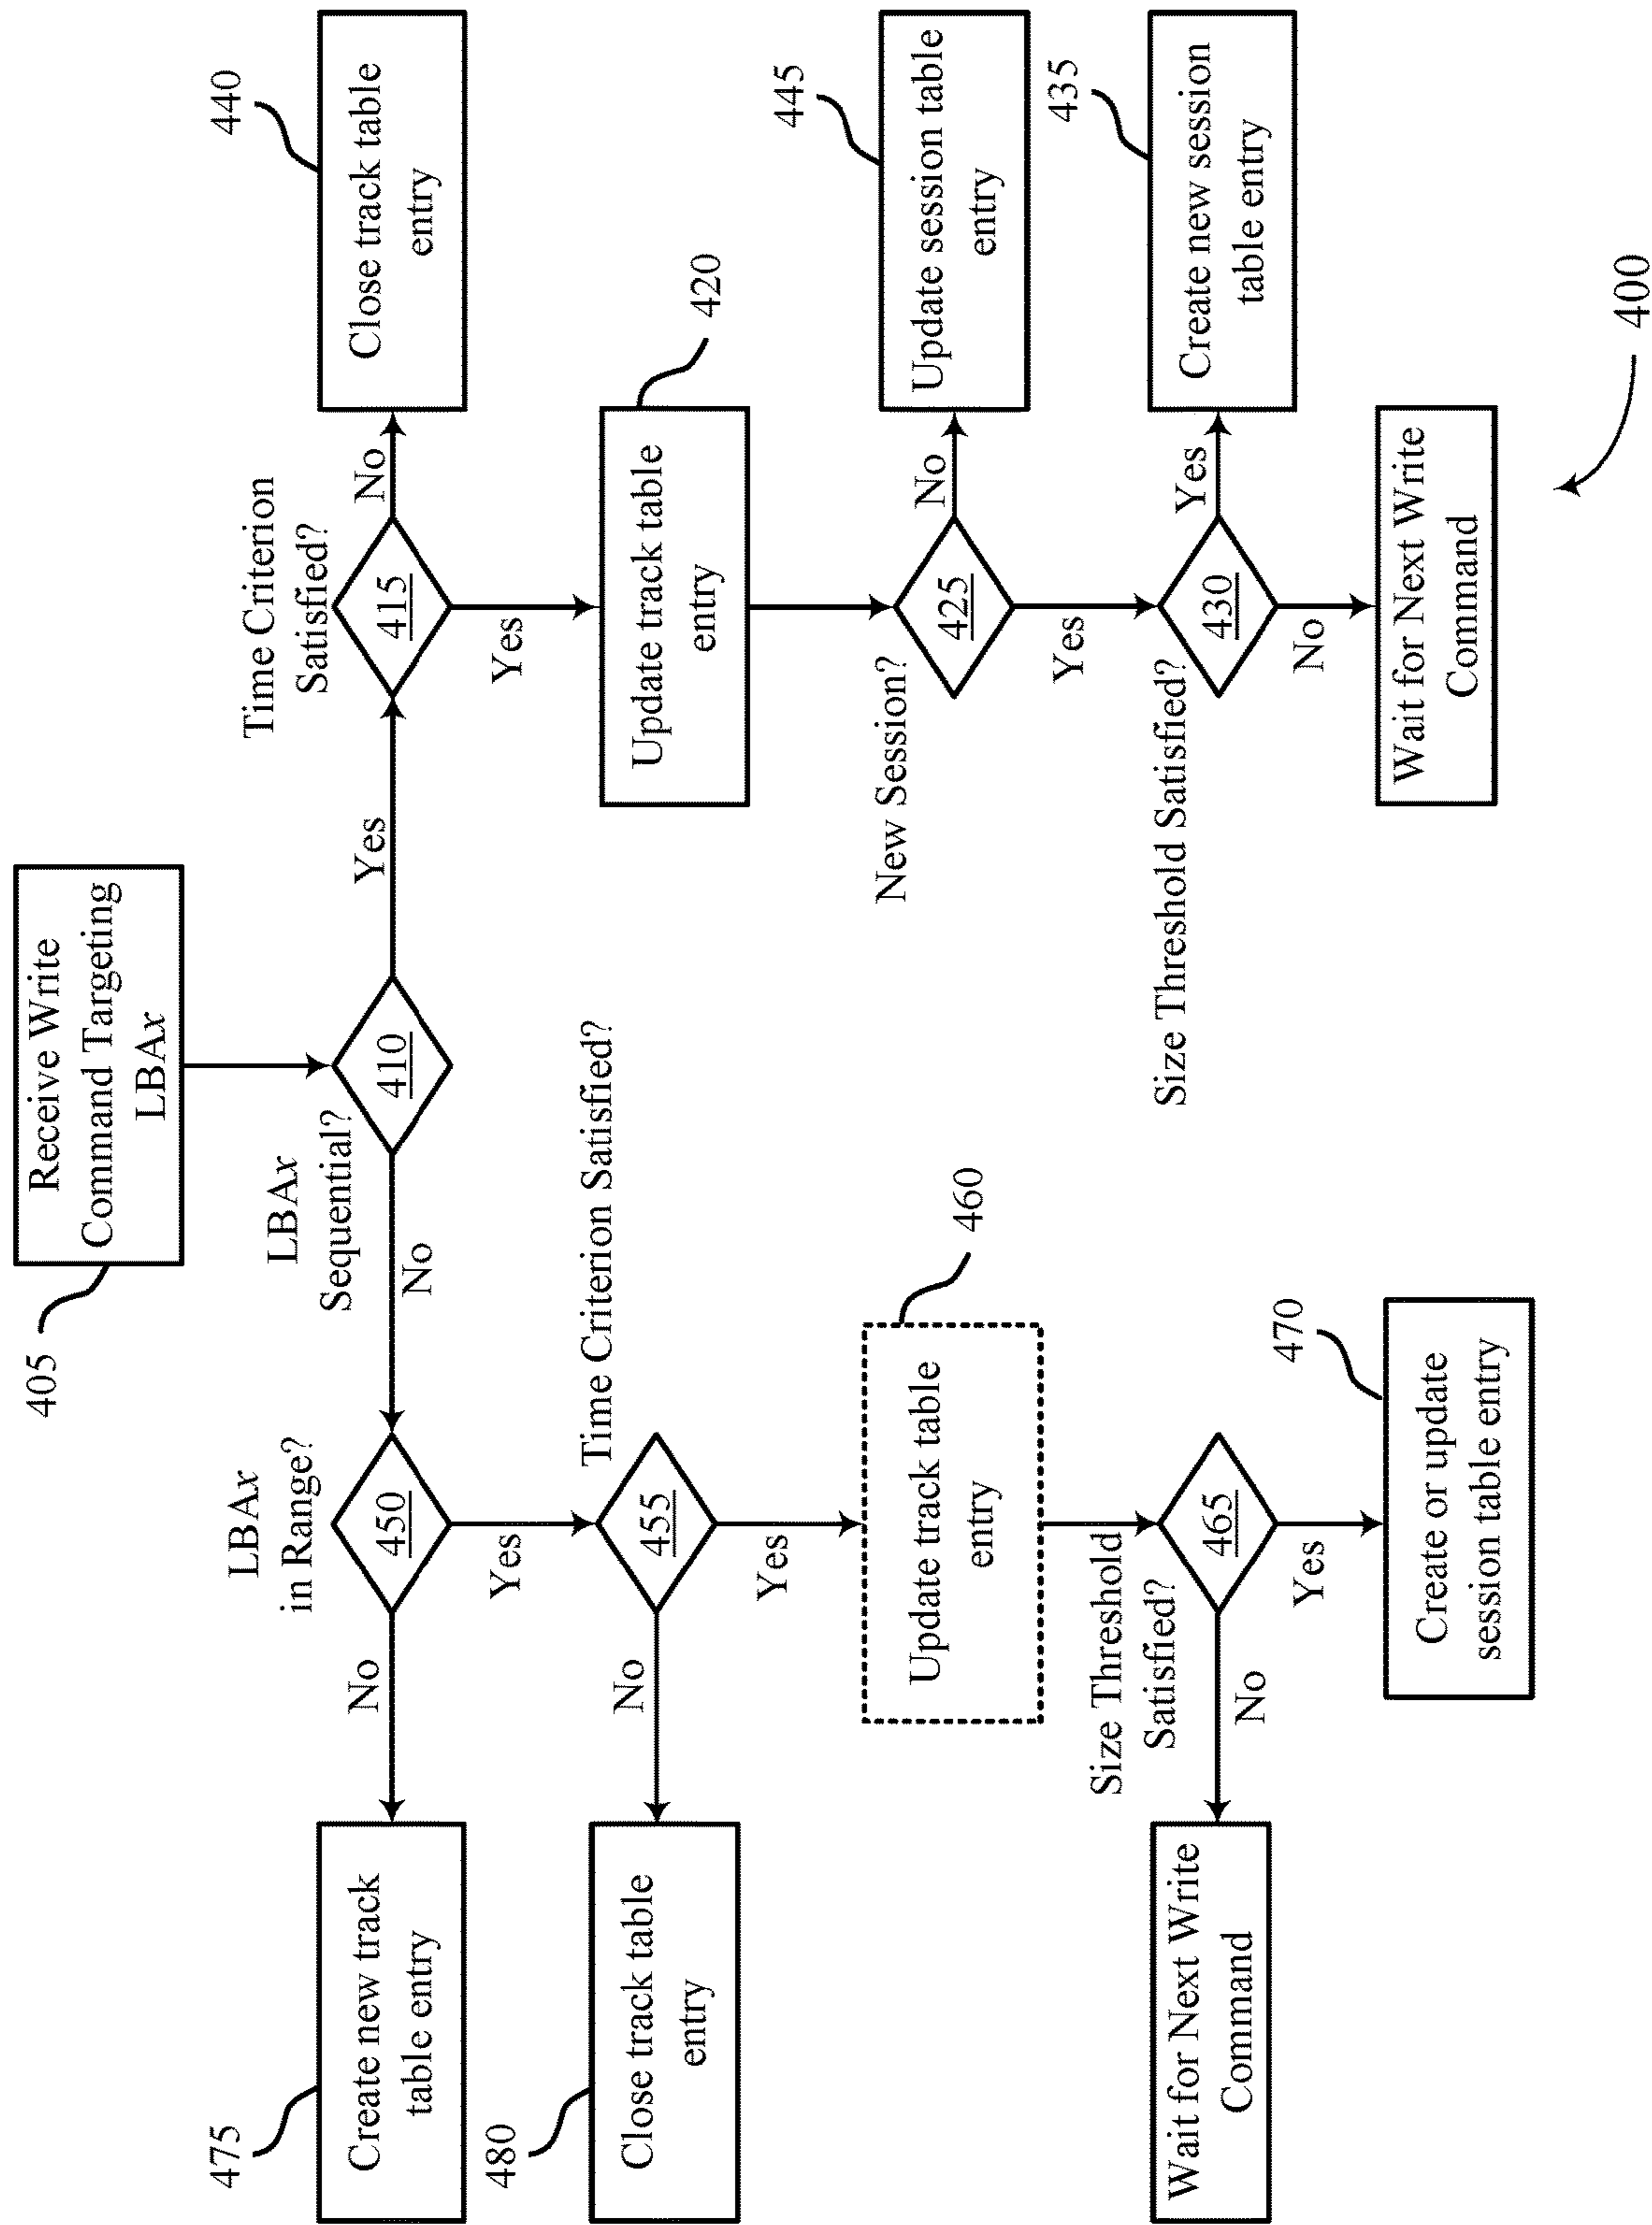 405
Receive Write
Command Targeting
LBAx
LBAx
Sequential?
410
No
Yes
Time Criterion
Satisfied?
415
No
440
Close track table
entry
Yes
420
Update track table
entry
New Session?
425
No
445
Update session table
entry
Yes
Size Threshold Satisfied?
430
Yes
435
Create new session
table entry
No
Wait for Next Write
Command
LBAx
in Range?
450
No
475
Create new track
table entry
Yes
Time Criterion Satisfied?
455
No
480
Close track table
entry
Yes
460
Update track table
entry
Size Threshold
Satisfied?
465
No
Wait for Next Write
Command
Yes
470
Create or update
session table entry
400